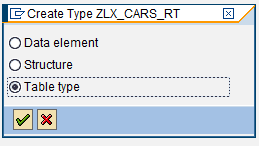 Create Type ZLX_CARS_RT
Data element
Structure
Table type